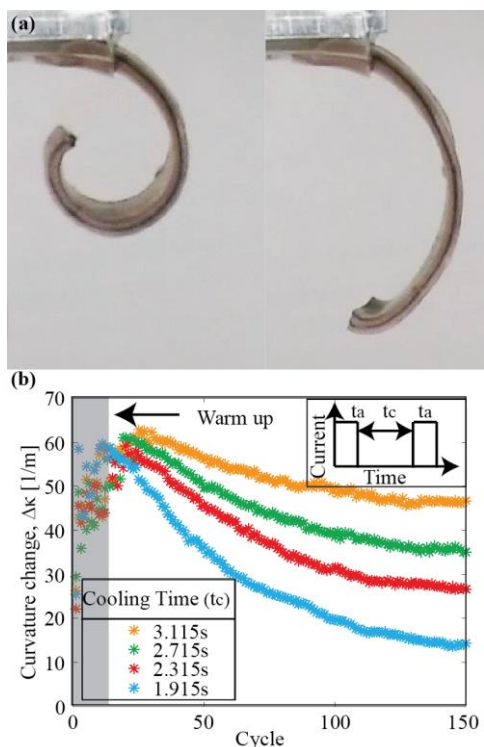 (a)
(b)
70
60
50
40
30
20
10
0
Curvature change, Δκ [1/m]
Warm up
Current
ta
tc
ta
Time
Cooling Time (tc)
3.115s
2.715s
2.315s
1.915s
0
50
100
150
Cycle